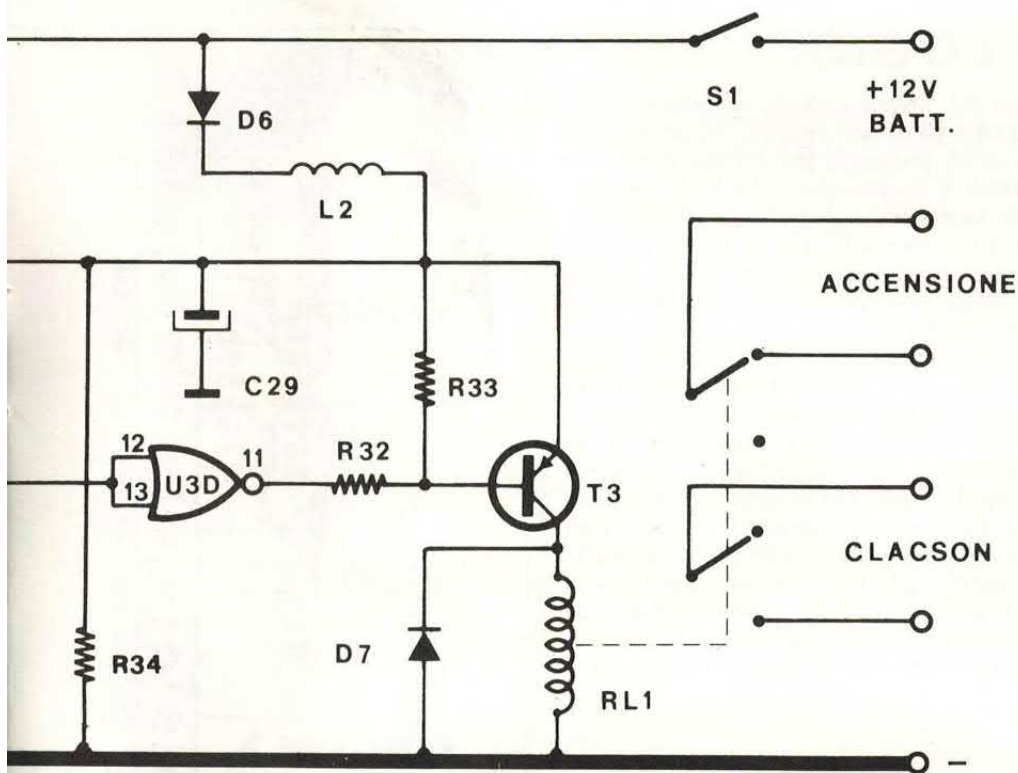 D6
L2
S1
+12V
BATT.
ACCENSIONE
C29
R33
12
13
U3D
11
R32
T3
CLACSON
R34
D7
RL1
−